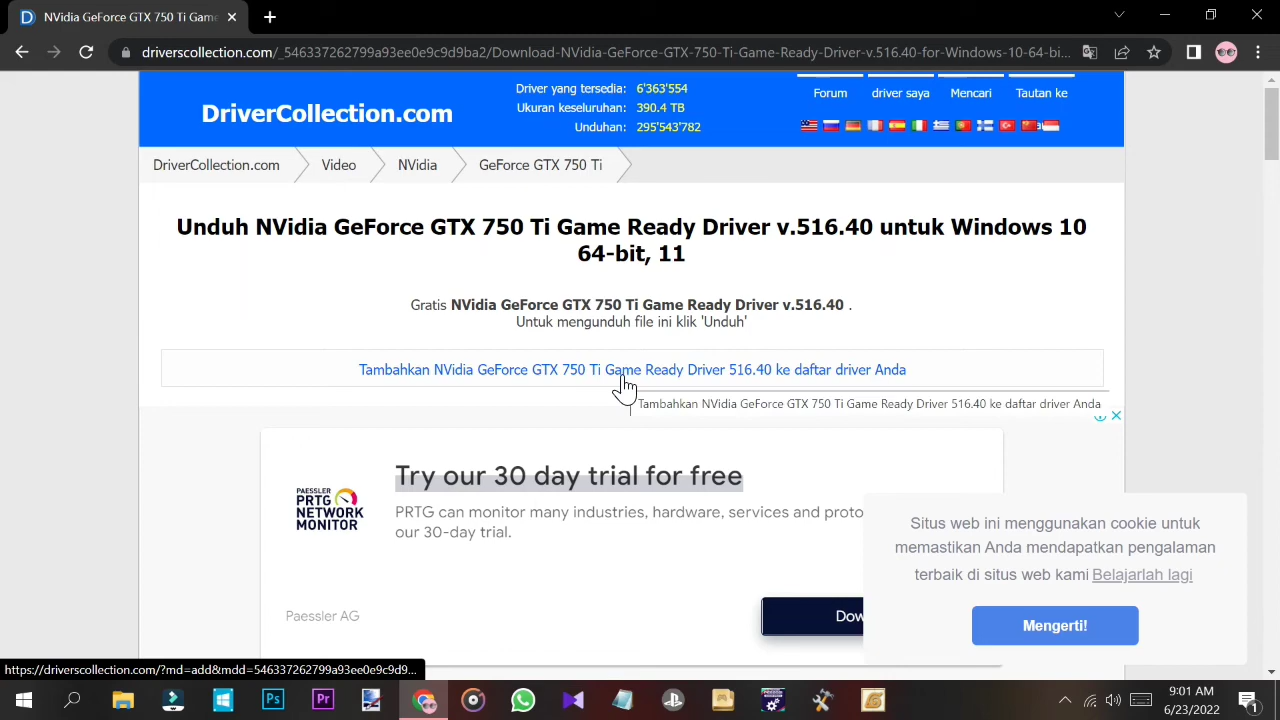 NVidia GeForce GTX 750 Ti Game
driverscollection.com/_546337262799a93ee0e9c9d9ba2/Download-NVidia-GeForce-GTX-750-Ti-Game-Ready-Driver-v.516.40-for-Windows-10-64-bi...
DriverCollection.com
Driver yang tersedia: 6'363'554
Ukuran keseluruhan: 390.4 TB
Unduhan: 295'543'782
Forum driver saya Mencari Tautan ke
DriverCollection.com Video NVidia GeForce GTX 750 Ti
Unduh NVidia GeForce GTX 750 Ti Game Ready Driver v.516.40 untuk Windows 10
64-bit, 11
Gratis NVidia GeForce GTX 750 Ti Game Ready Driver v.516.40 .
Untuk mengunduh file ini klik 'Unduh'
Tambahkan NVidia GeForce GTX 750 Ti Game Ready Driver 516.40 ke daftar driver Anda
Tambahkan NVidia GeForce GTX 750 Ti Game Ready Driver 516.40 ke daftar driver Anda
PAESSLER
PRTG
NETWORK
MONITOR
Try our 30 day trial for free
PRTG can monitor many industries, hardware, services and proto
our 30-day trial.
Paessler AG
Dow
Situs web ini menggunakan cookie untuk
memastikan Anda mendapatkan pengalaman
terbaik di situs web kami Belajarlah lagi
Mengerti!
https://driverscollection.com/?md=add&mdd=546337262799a93ee0e9c9d9...
Ps
Pr
9:01 AM
6/23/2022
1